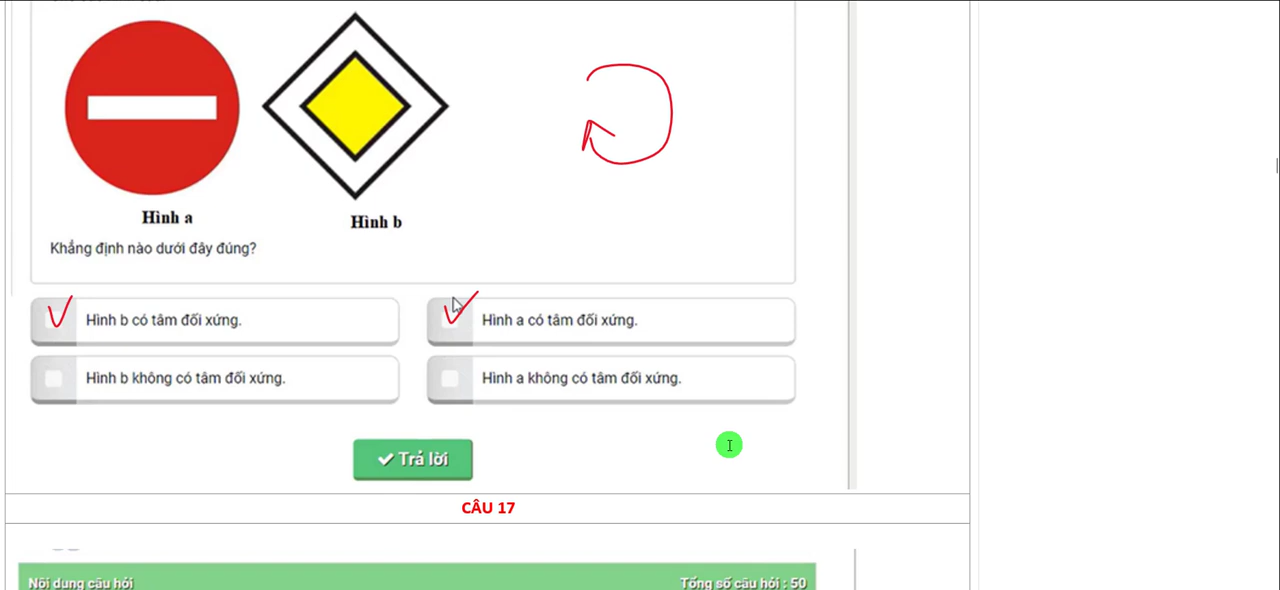 Hình a
Hình b
Khẳng định nào dưới đây đúng?
Hình b có tâm đối xứng.
Hình a có tâm đối xứng.
Hình b không có tâm đối xứng.
Hình a không có tâm đối xứng.
Trả lời
CÂU 17
Nội dung câu hỏi
Tổng số câu hỏi : 50